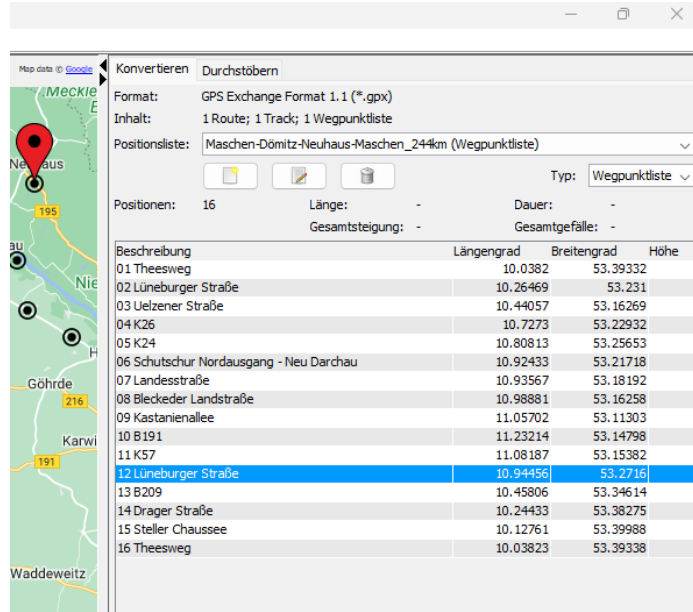 Map data © Google
Konvertieren Durchstöbern
Format: GPS Exchange Format 1.1 (*.gpx)
Inhalt: 1 Route; 1 Track; 1 Wegpunktliste
Positionsliste: Maschen-Dömitz-Neuhaus-Maschen_244km (Wegpunktliste)
Typ: Wegpunktliste
Positionen: 16 Länge: - Dauer: -
Gesamtsteigung: - Gesamtgefälle: -
Beschreibung Längengrad Breitengrad Höhe
01 Theesweg 10.0382 53.39332
02 Lüneburger Straße 10.26469 53.231
03 Uelzener Straße 10.44057 53.16269
04 K26 10.7273 53.22932
05 K24 10.80813 53.25653
06 Schutschur Nordausgang - Neu Darchau 10.92433 53.21718
07 Landesstraße 10.93567 53.18192
08 Bleckeder Landstraße 10.98881 53.16258
09 Kastanienallee 11.05702 53.11303
10 B191 11.23214 53.14798
11 K57 11.08187 53.15382
12 Lüneburger Straße 10.94456 53.2716
13 B209 10.45806 53.34614
14 Drager Straße 10.24433 53.38275
15 Steller Chaussee 10.12761 53.39988
16 Theesweg 10.03823 53.39338
Meckle
E
Ne aus
195
au
Nie
H
Göhrde
216
Karwi
191
Waddeweitz